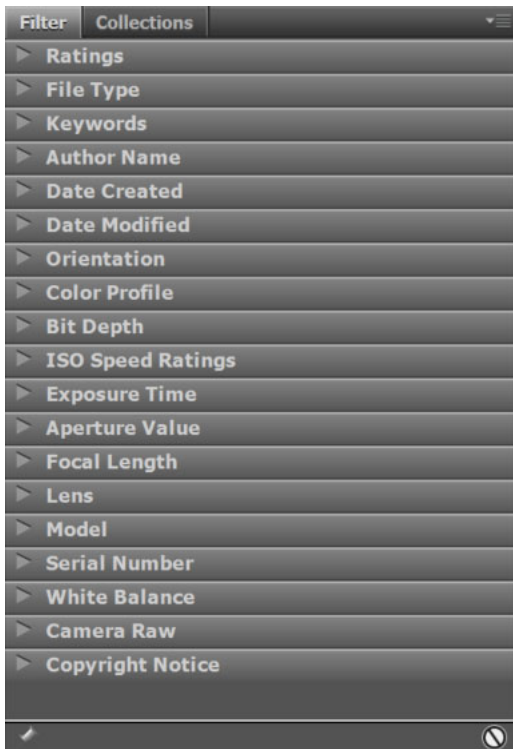 Filter Collections
Ratings
File Type
Keywords
Author Name
Date Created
Date Modified
Orientation
Color Profile
Bit Depth
ISO Speed Ratings
Exposure Time
Aperture Value
Focal Length
Lens
Model
Serial Number
White Balance
Camera Raw
Copyright Notice